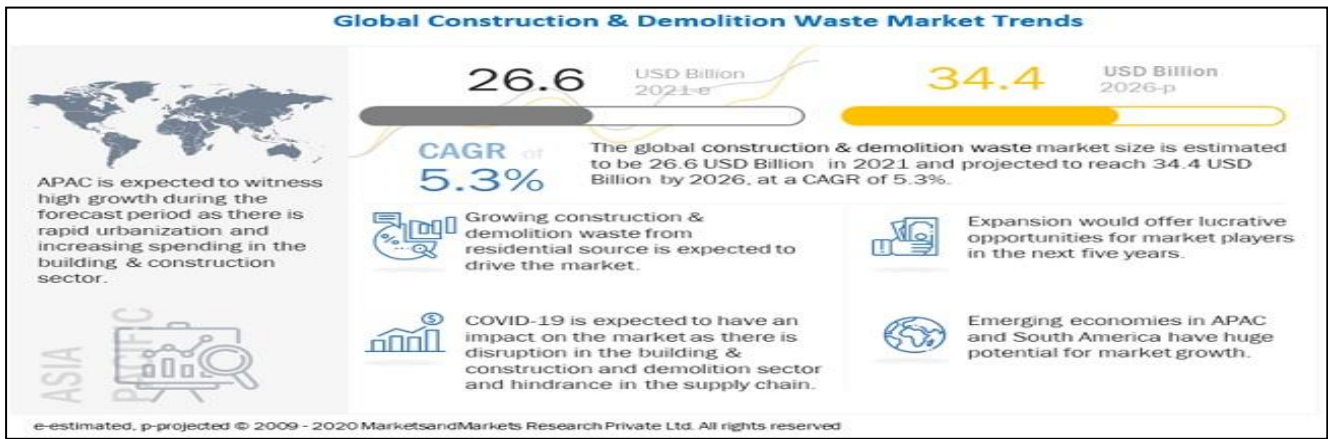 Global Construction & Demolition Waste Market Trends
26.6
USD Billion
2021-e
34.4
USD Billion
2026-p
CAGR of
5.3%
The global construction & demolition waste market size is estimated
to be 26.6 USD Billion in 2021 and projected to reach 34.4 USD
Billion by 2026, at a CAGR of 5.3%.
APAC is expected to witness
high growth during the
forecast period as there is
rapid urbanization and
increasing spending in the
building & construction
sector.
ASIA
PACIFIC
Growing construction &
demolition waste from
residential source is expected to
drive the market.
Expansion would offer lucrative
opportunities for market players
in the next five years.
COVID-19 is expected to have an
impact on the market as there is
disruption in the building &
construction and demolition sector
and hindrance in the supply chain.
Emerging economies in APAC
and South America have huge
potential for market growth.
e-estimated, p-projected © 2009 - 2020 MarketsandMarkets Research Private Ltd. All rights reserved